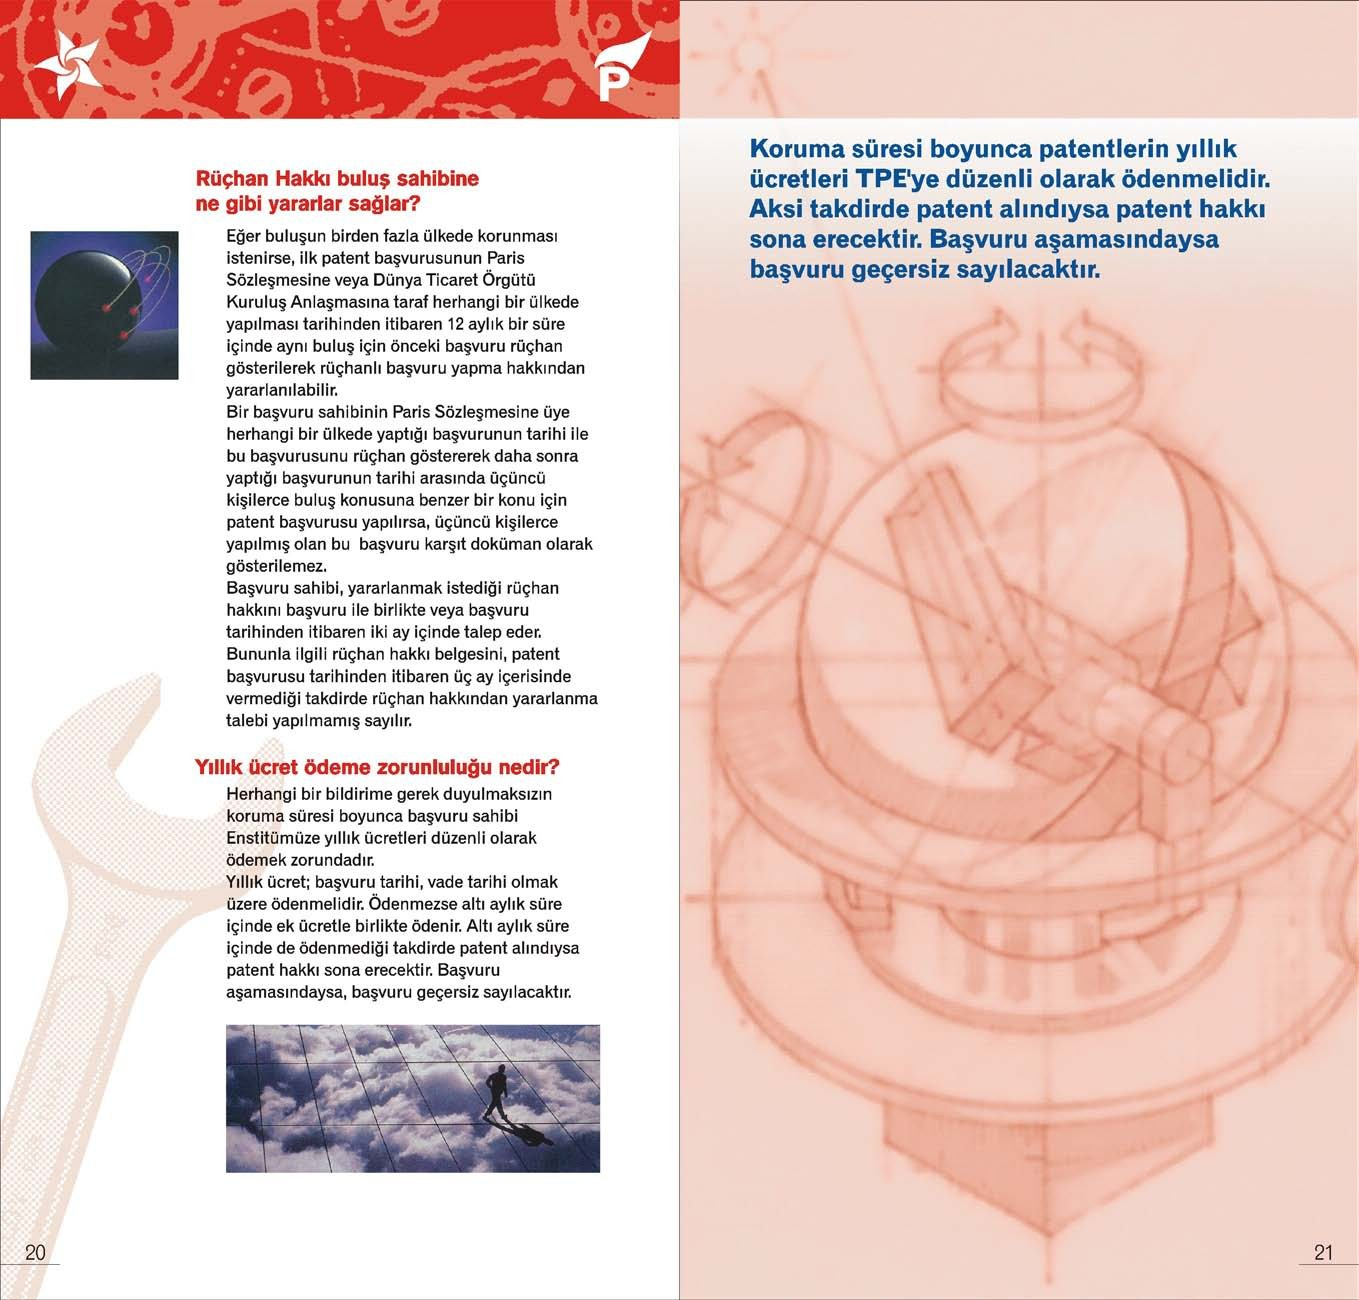 P
Rüçhan Hakkı buluş sahibine
ne gibi yararlar sağlar?
Eğer buluşun birden fazla ülkede korunması
istenirse, ilk patent başvurusunun Paris
Sözleşmesine veya Dünya Ticaret Örgütü
Kuruluş Anlaşmasına taraf herhangi bir ülkede
yapılması tarihinden itibaren 12 aylık bir süre
içinde aynı buluş için önceki başvuru rüçhan
gösterilerek rüçhanlı başvuru yapma hakkından
yararlanılabilir.
Bir başvuru sahibinin Paris Sözleşmesine üye
herhangi bir ülkede yaptığı başvurunun tarihi ile
bu başvurusunu rüçhan göstererek daha sonra
yaptığı başvurunun tarihi arasında üçüncü
kişilerce buluş konusuna benzer bir konu için
patent başvurusu yapılırsa, üçüncü kişilerce
yapılmış olan bu başvuru karşıt doküman olarak
gösterilemez.
Başvuru sahibi, yararlanmak istediği rüçhan
hakkını başvuru ile birlikte veya başvuru
tarihinden itibaren iki ay içinde talep eder.
Bununla ilgili rüçhan hakkı belgesini, patent
başvurusu tarihinden itibaren üç ay içerisinde
vermediği takdirde rüçhan hakkından yararlanma
talebi yapılmamış sayılır.
Yıllık ücret ödeme zorunluluğu nedir?
Herhangi bir bildirime gerek duyulmaksızın
koruma süresi boyunca başvuru sahibi
Enstitümüze yıllık ücretleri düzenli olarak
ödemek zorundadır.
Yıllık ücret; başvuru tarihi, vade tarihi olmak
üzere ödenmelidir. Ödenmezse altı aylık süre
içinde ek ücretle birlikte ödenir. Altı aylık süre
içinde de ödenmediği takdirde patent alındıysa
patent hakkı sona erecektir. Başvuru
aşamasındaysa, başvuru geçersiz sayılacaktır.
20
Koruma süresi boyunca patentlerin yıllık
ücretleri TPE'ye düzenli olarak ödenmelidir.
Aksi takdirde patent alındıysa patent hakkı
sona erecektir. Başvuru aşamasındaysa
başvuru geçersiz sayılacaktır.
21